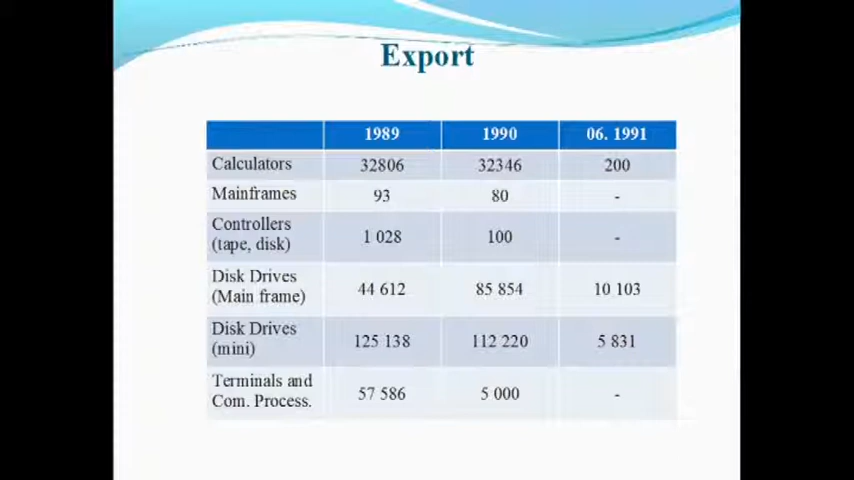 Export
1989 1990 06. 1991
Calculators 32806 32346 200
Mainframes 93 80 -
Controllers
(tape, disk) 1 028 100 -
Disk Drives
(Main frame) 44 612 85 854 10 103
Disk Drives
(mini) 125 138 112 220 5 831
Terminals and
Com. Process. 57 586 5 000 -